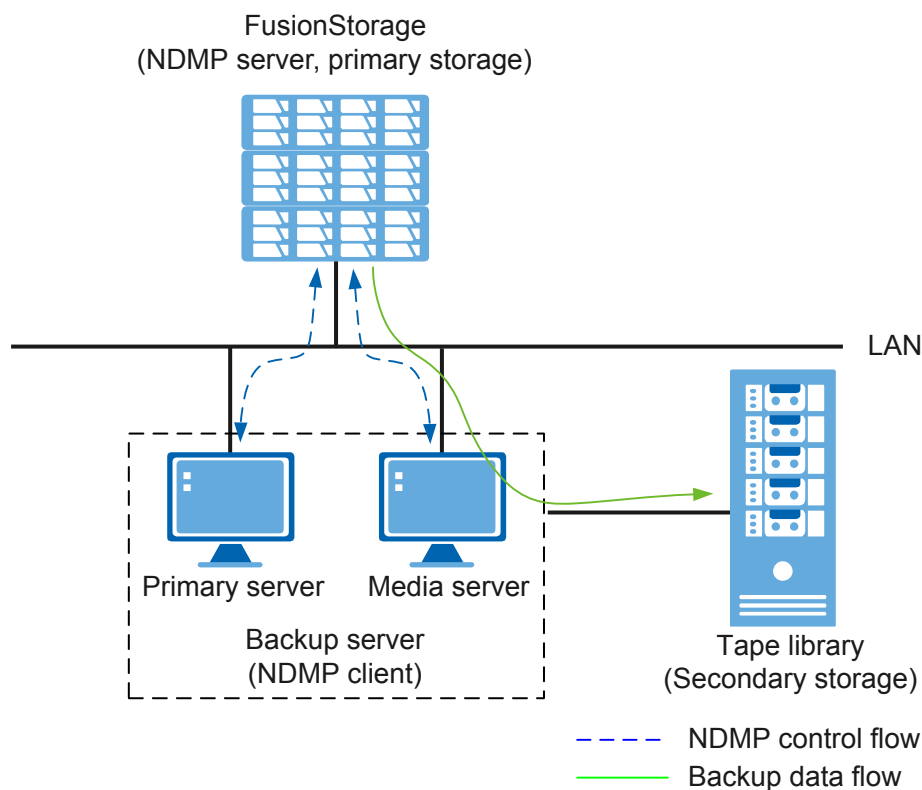 FusionStorage
(NDMP server, primary storage)
LAN
Primary server
Media server
Backup server
(NDMP client)
Tape library
(Secondary storage)
NDMP control flow
Backup data flow